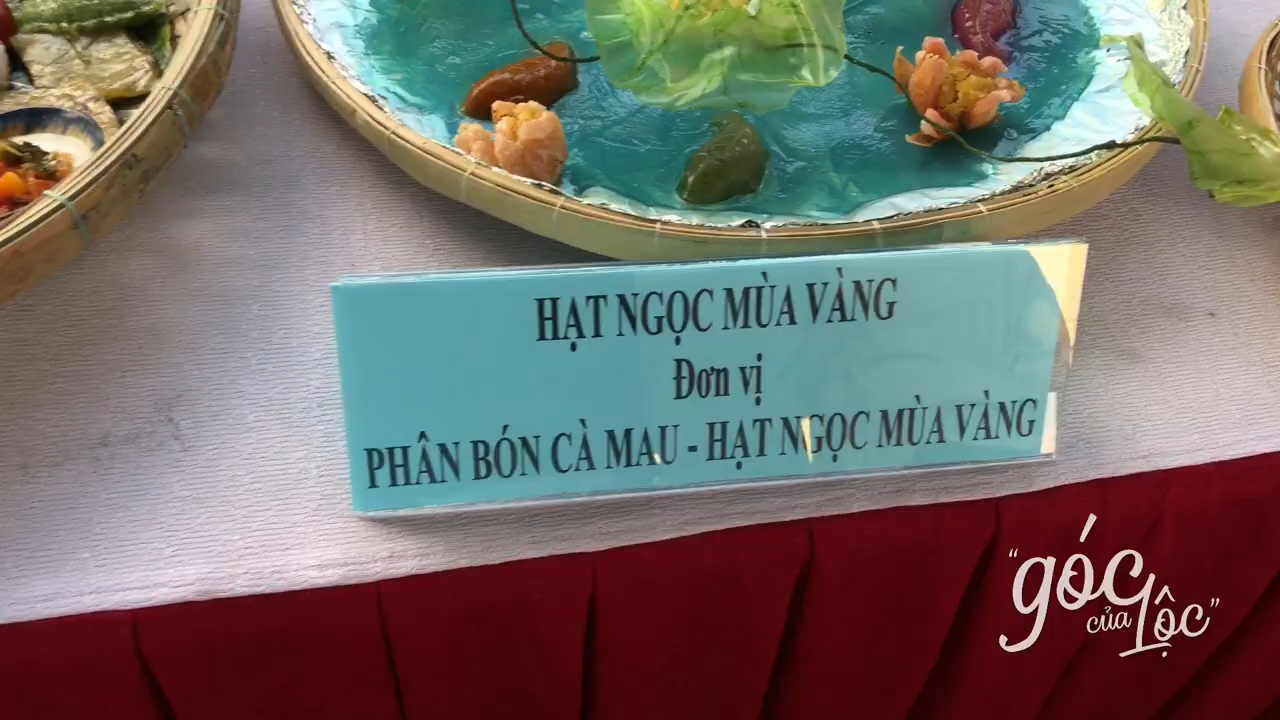 HẠT NGỌC MÙA VÀNG
Đơn vị
PHÂN BÓN CÀ MAU - HẠT NGỌC MÙA VÀNG
“góc
của Lộc”